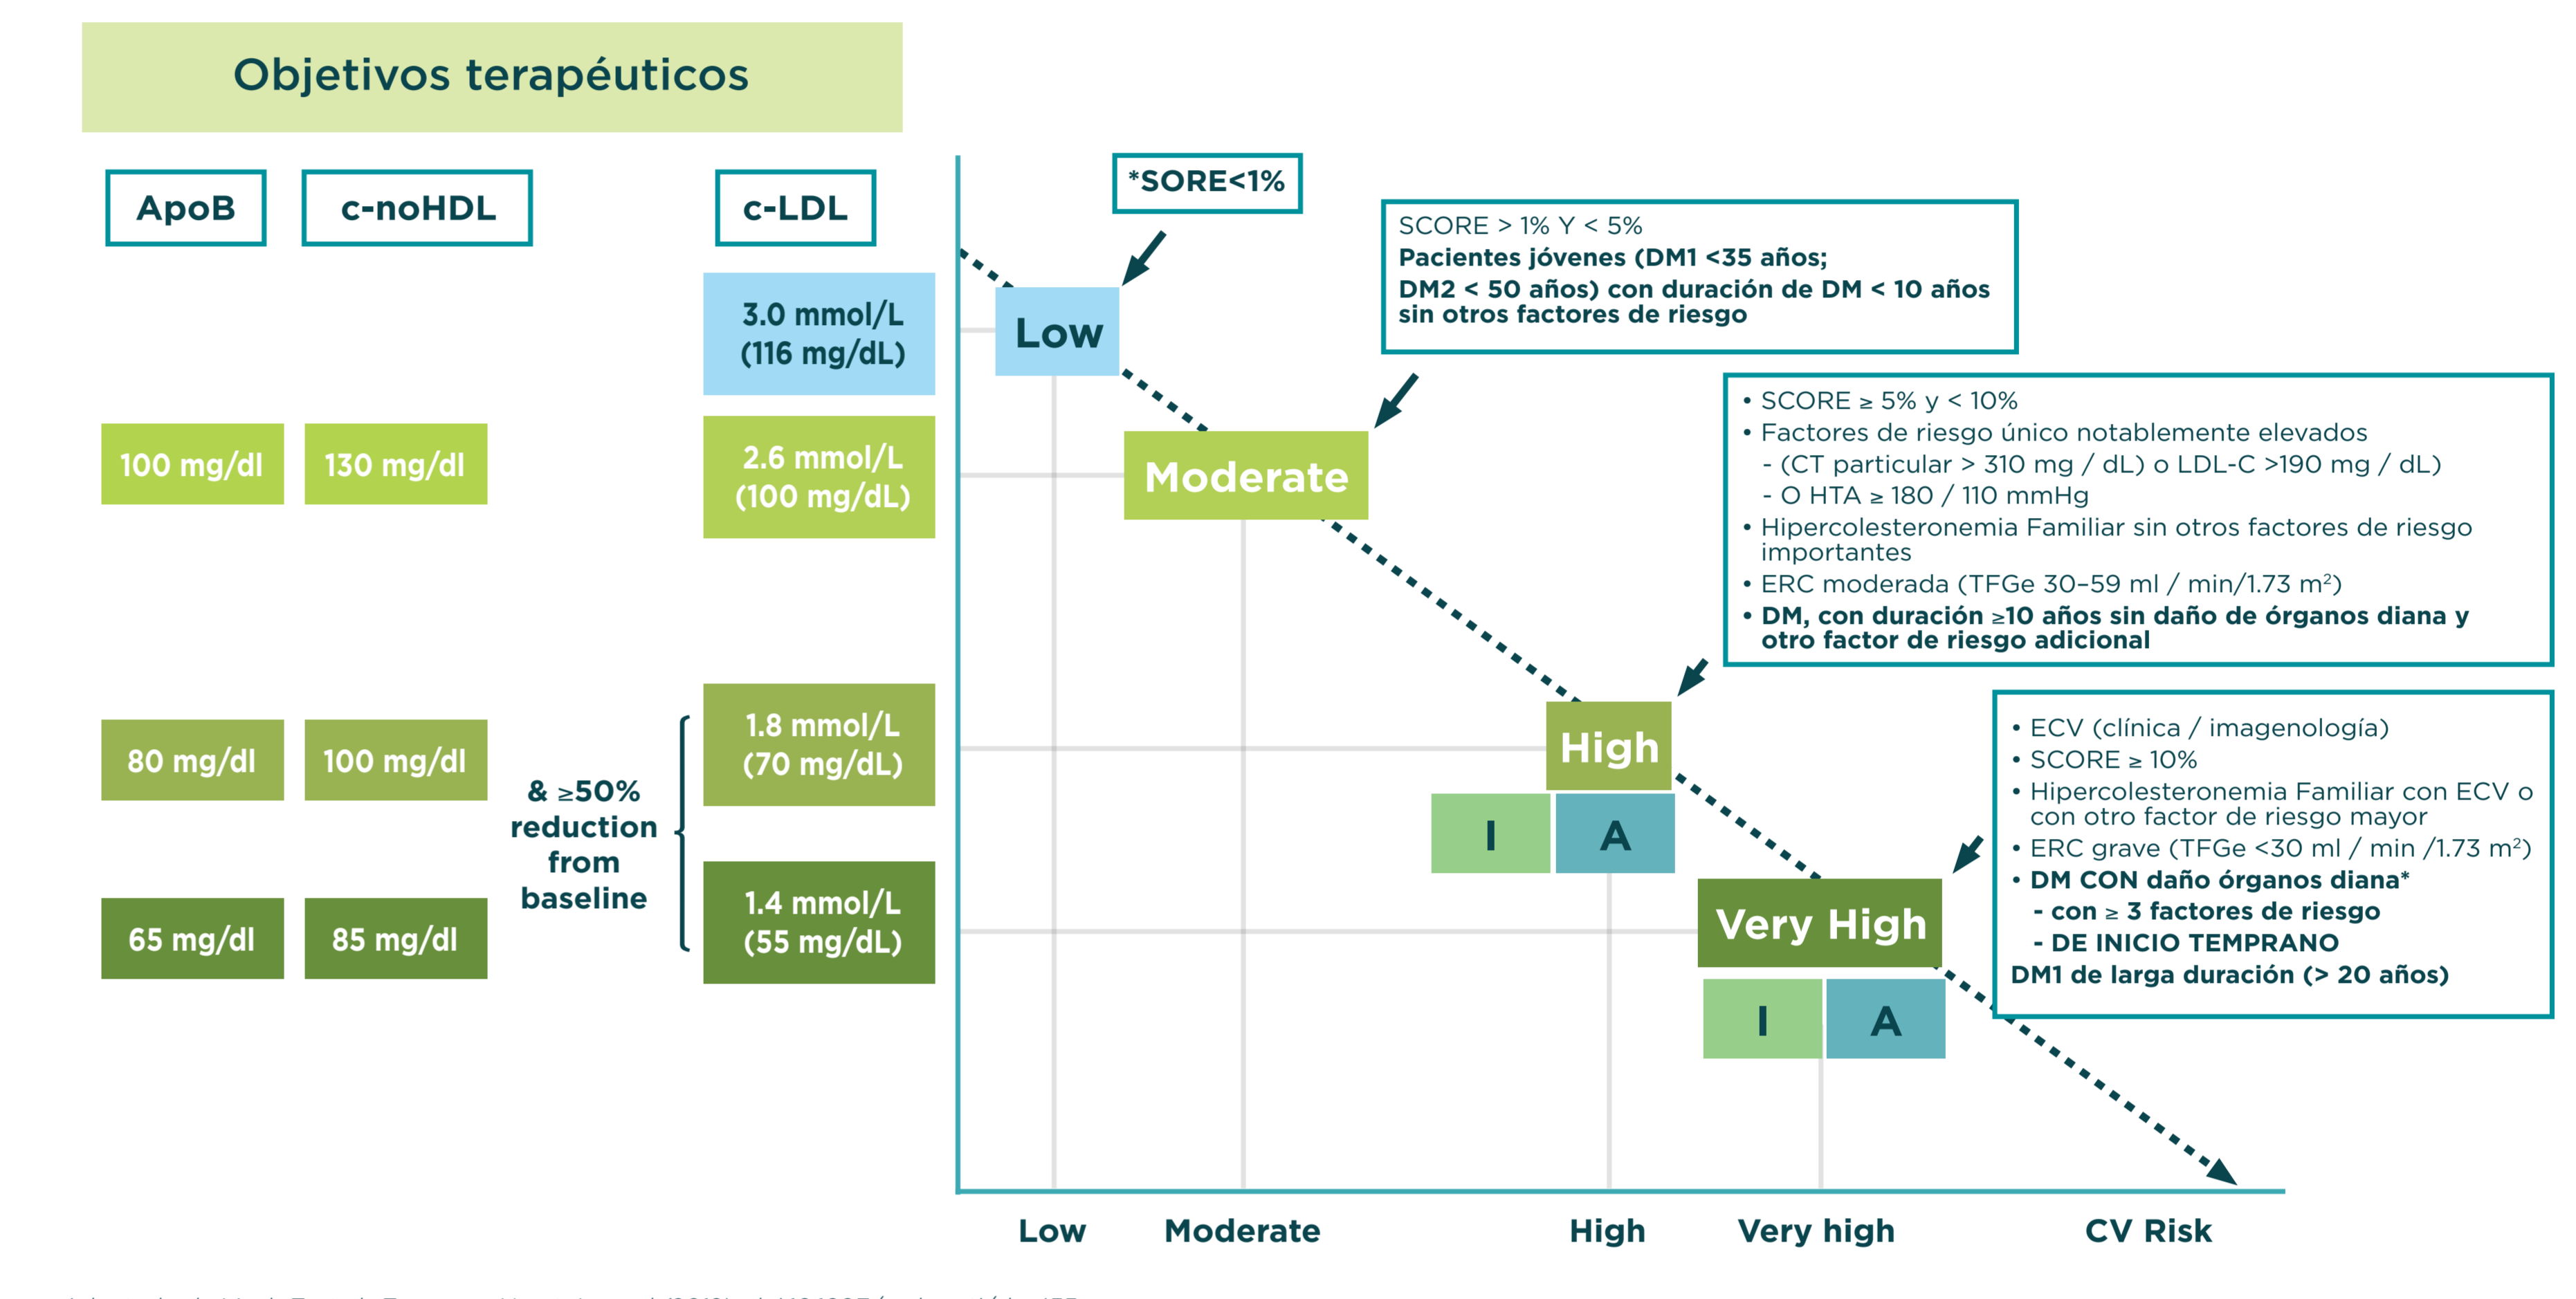 Objetivos terapéuticos
ApoB
c-noHDL
c-LDL
3.0 mmol/L
(116 mg/dL)
100 mg/dl
130 mg/dl
2.6 mmol/L
(100 mg/dL)
80 mg/dl
100 mg/dl
1.8 mmol/L
(70 mg/dL)
& ≥50%
reduction
from
baseline
65 mg/dl
85 mg/dl
1.4 mmol/L
(55 mg/dL)
*SORE<1%
Low
SCORE > 1% Y < 5%
Pacientes jóvenes (DM1 <35 años;
DM2 < 50 años) con duración de DM < 10 años
sin otros factores de riesgo
Moderate
• SCORE ≥ 5% y < 10%
• Factores de riesgo único notablemente elevados
- (CT particular > 310 mg / dL) o LDL-C >190 mg / dL)
- O HTA ≥ 180 / 110 mmHg
• Hipercolesteronemia Familiar sin otros factores de riesgo
importantes
• ERC moderada (TFGe 30–59 ml / min/1.73 m²)
• DM, con duración ≥10 años sin daño de órganos diana y
otro factor de riesgo adicional
High
I
A
• ECV (clínica / imagenología)
• SCORE ≥ 10%
• Hipercolesteronemia Familiar con ECV o
con otro factor de riesgo mayor
• ERC grave (TFGe <30 ml / min /1.73 m²)
• DM CON daño órganos diana*
- con ≥ 3 factores de riesgo
- DE INICIO TEMPRANO
DM1 de larga duración (> 20 años)
Very High
I
A
Low
Moderate
High
Very high
CV Risk